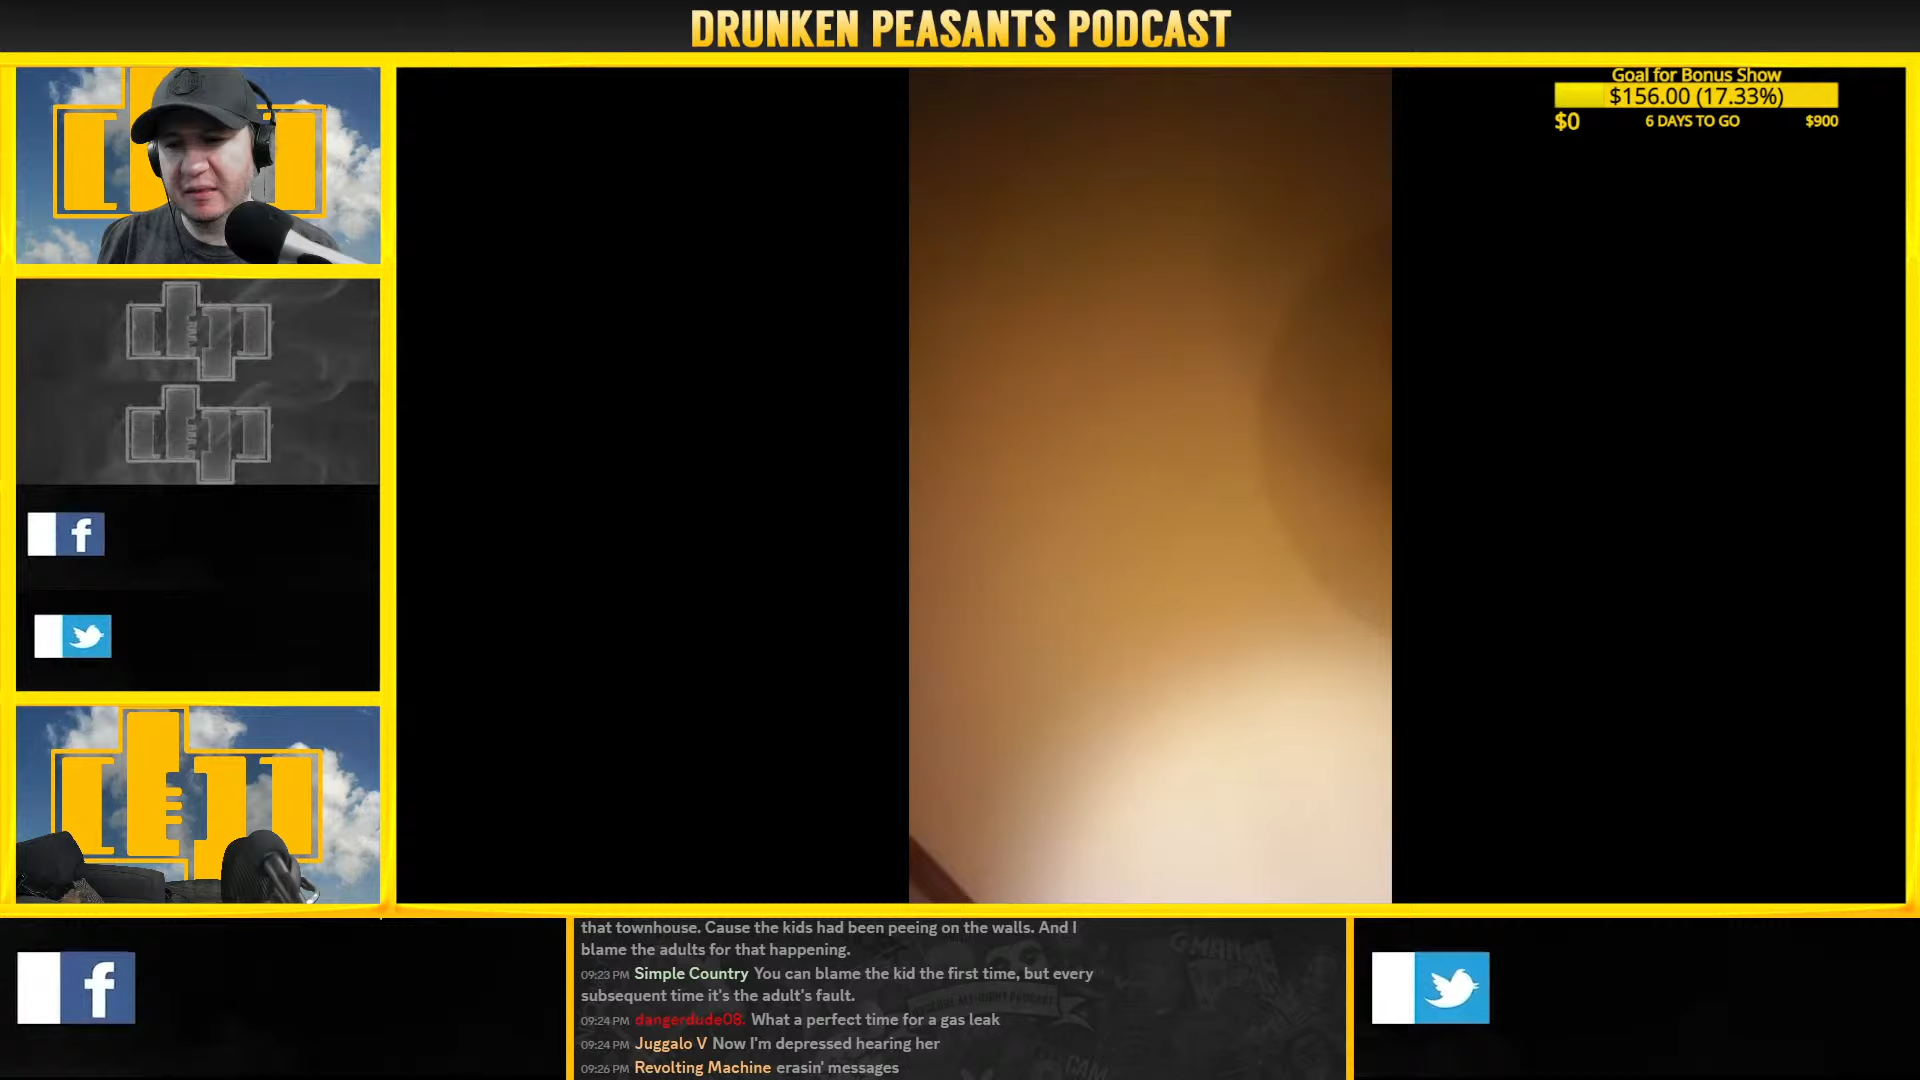 DRUNKEN PEASANTS PODCAST
Goal for Bonus Show
$156.00 (17.33%)
$0 6 DAYS TO GO $900
f
f
that townhouse. Cause the kids had been peeing on the walls. And I
blame the adults for that happening.
09:23 PM Simple Country You can blame the kid the first time, but every
subsequent time it's the adult's fault.
09:24 PM dangerdude08. What a perfect time for a gas leak
09:24 PM Juggalo V Now I'm depressed hearing her
09:26 PM Revolting Machine erasin' messages